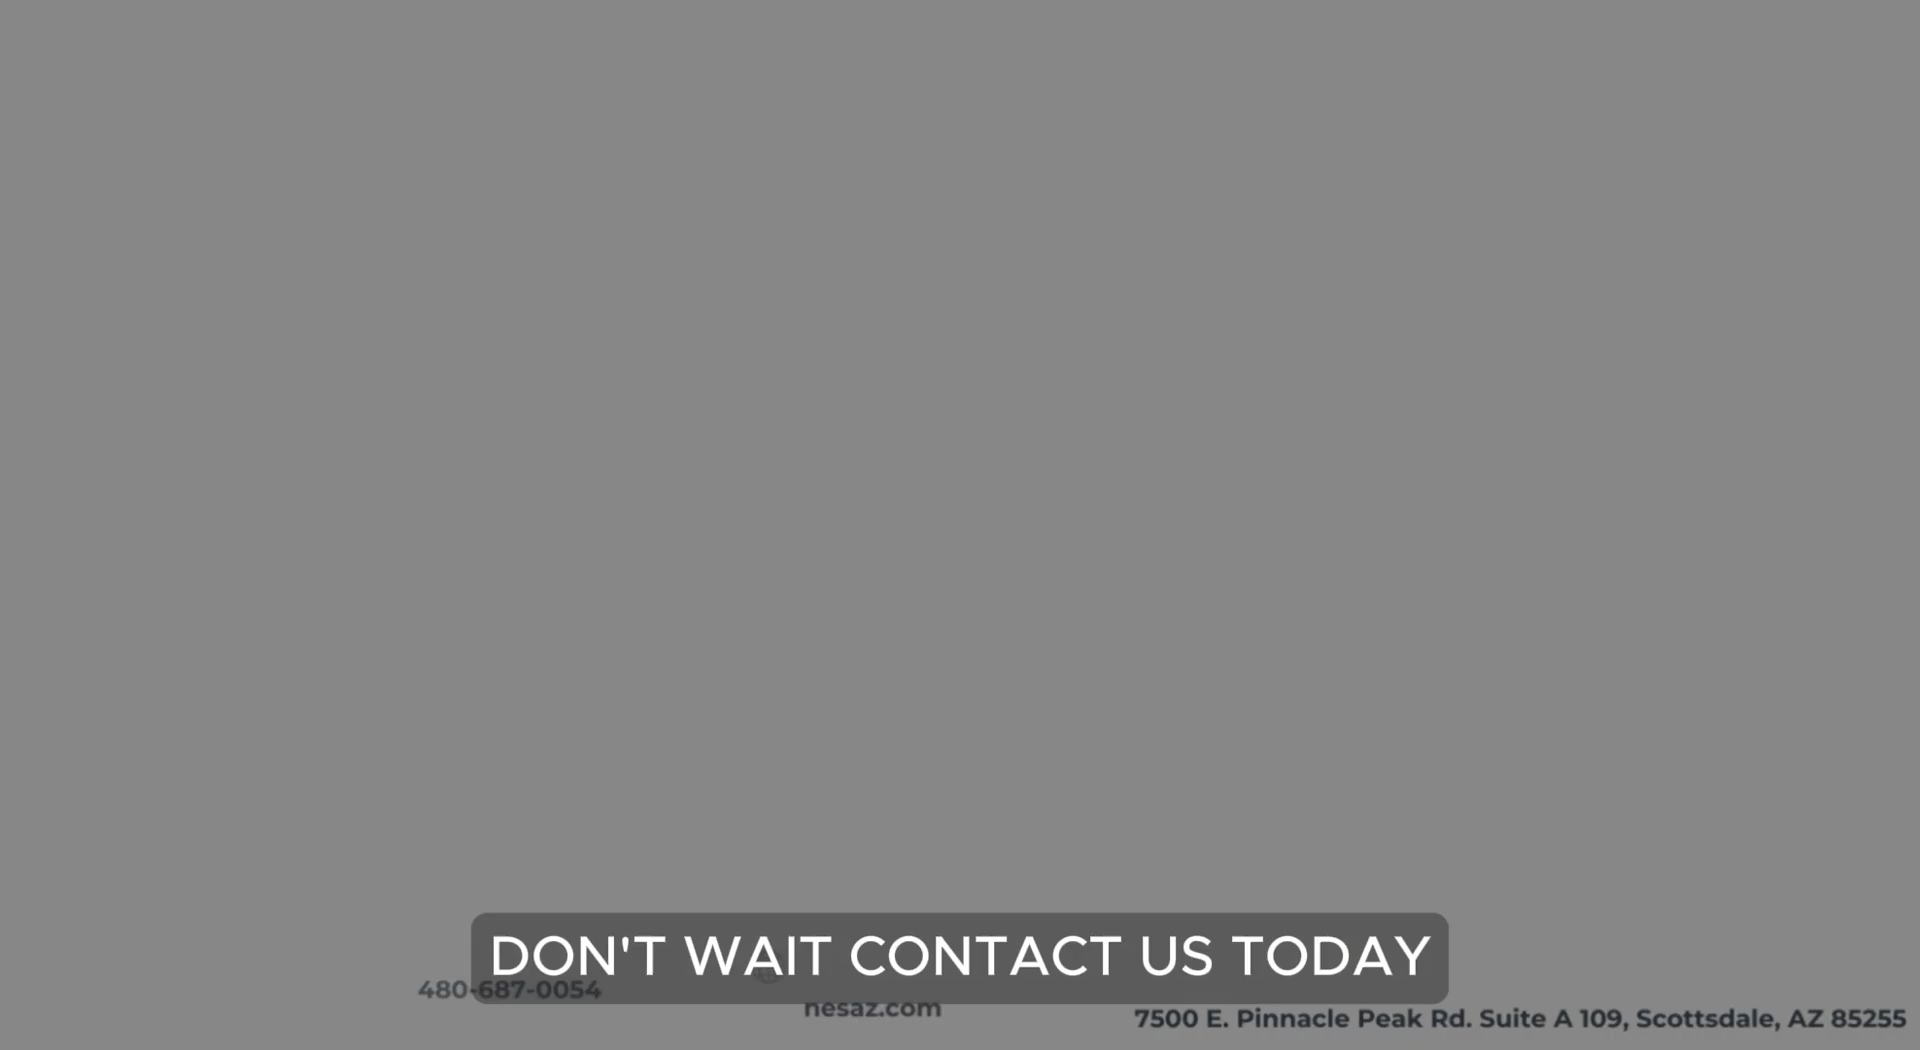 DON'T WAIT CONTACT US TODAY
480-687-0054
nesaz.com
7500 E. Pinnacle Peak Rd. Suite A 109, Scottsdale, AZ 85255